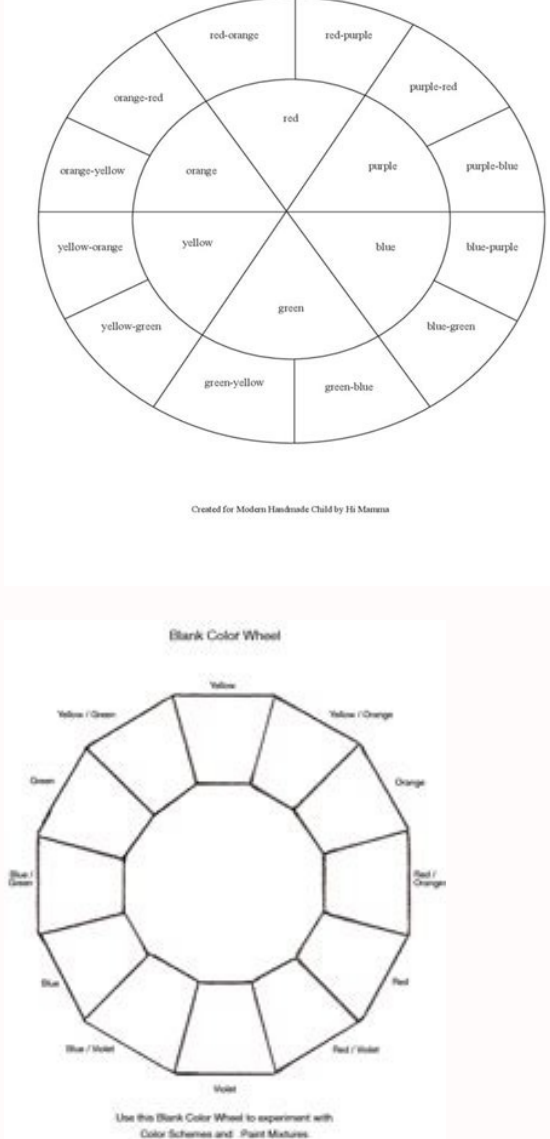 red-orange
red-purple
orange-red
purple-red
red
orange-yellow
orange
purple
purple-blue
yellow-orange
yellow
blue
blue-purple
yellow-green
green
blue-green
green-yellow
green-blue
Created for Modern Handmade Child by Hi Mamma
Blank Color Wheel
Yellow
Yellow / Green
Yellow / Orange
Green
Orange
Blue /
Green
Red /
Orange
Blue
Red
Blue / Violet
Red / Violet
Violet
Use this Blank Color Wheel to experiment with
Color Schemes and Paint Mixtures